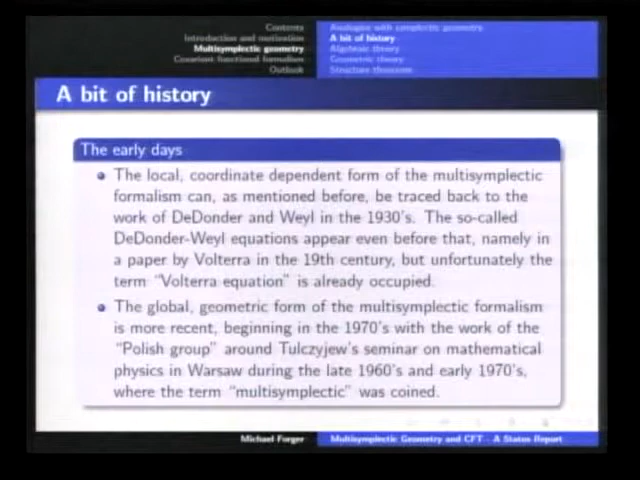 Contents
Introduction and motivation
Multisymplectic geometry
Covariant functional formalism
Outlook
Analogies with symplectic geometry
A bit of history
Algebraic theory
Geometric theory
Structure theorems
A bit of history
The early days
The local, coordinate dependent form of the multisymplectic
formalism can, as mentioned before, be traced back to the
work of DeDonder and Weyl in the 1930's. The so-called
DeDonder-Weyl equations appear even before that, namely in
a paper by Volterra in the 19th century, but unfortunately the
term "Volterra equation" is already occupied.
The global, geometric form of the multisymplectic formalism
is more recent, beginning in the 1970's with the work of the
"Polish group" around Tulczyjew's seminar on mathematical
physics in Warsaw during the late 1960's and early 1970's,
where the term "multisymplectic" was coined.
Michael Forger
Multisymplectic Geometry and CFT - A Status Report